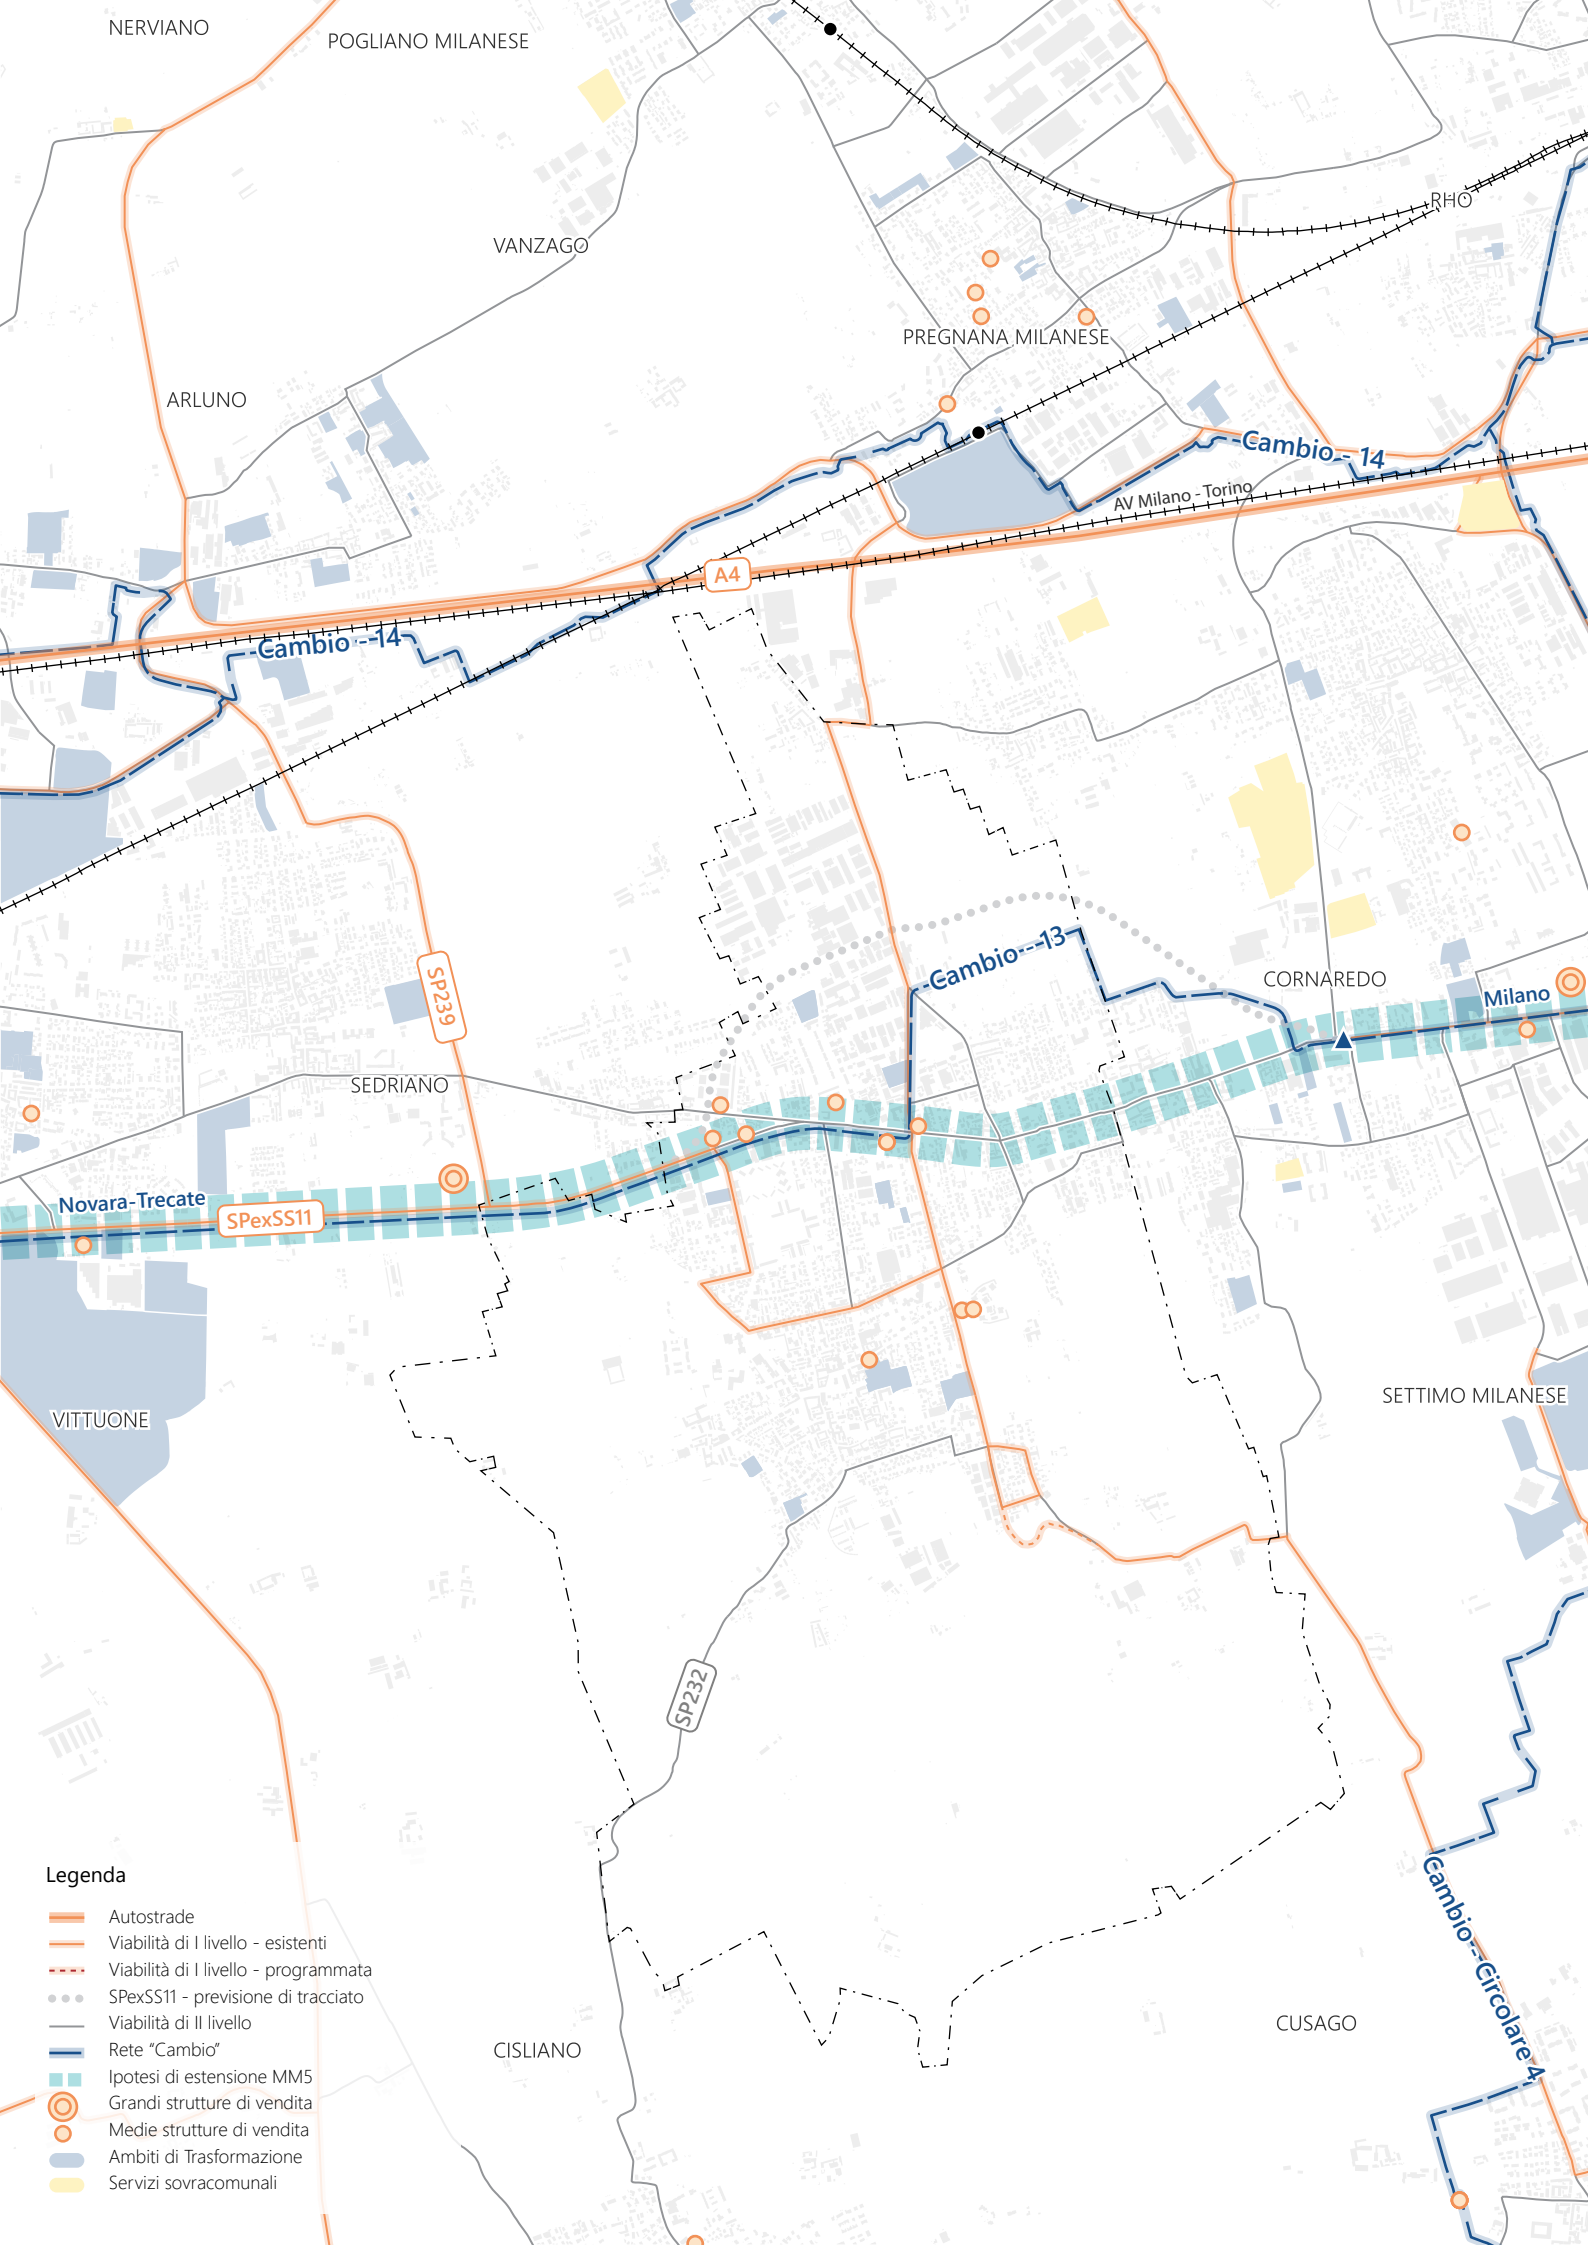 NERVIANO
POGLIANO MILANESE
RHO
VANZAGO
PREGNANA MILANESE
ARLUNO
Cambio - 14
AV Milano - Torino
A4
Cambio - 14
Cambio - 13
CORNAREDO
SP239
Milano
SEDRIANO
Novara-Trecate
SPexSS11
SETTIMO MILANESE
VITTUONE
SP232
Cambio - Circolare 4
CUSAGO
CISLIANO
Legenda
Autostrade
Viabilità di I livello - esistenti
Viabilità di I livello - programmata
SPexSS11 - previsione di tracciato
Viabilità di II livello
Rete “Cambio”
Ipotesi di estensione MM5
Grandi strutture di vendita
Medie strutture di vendita
Ambiti di Trasformazione
Servizi sovracomunali